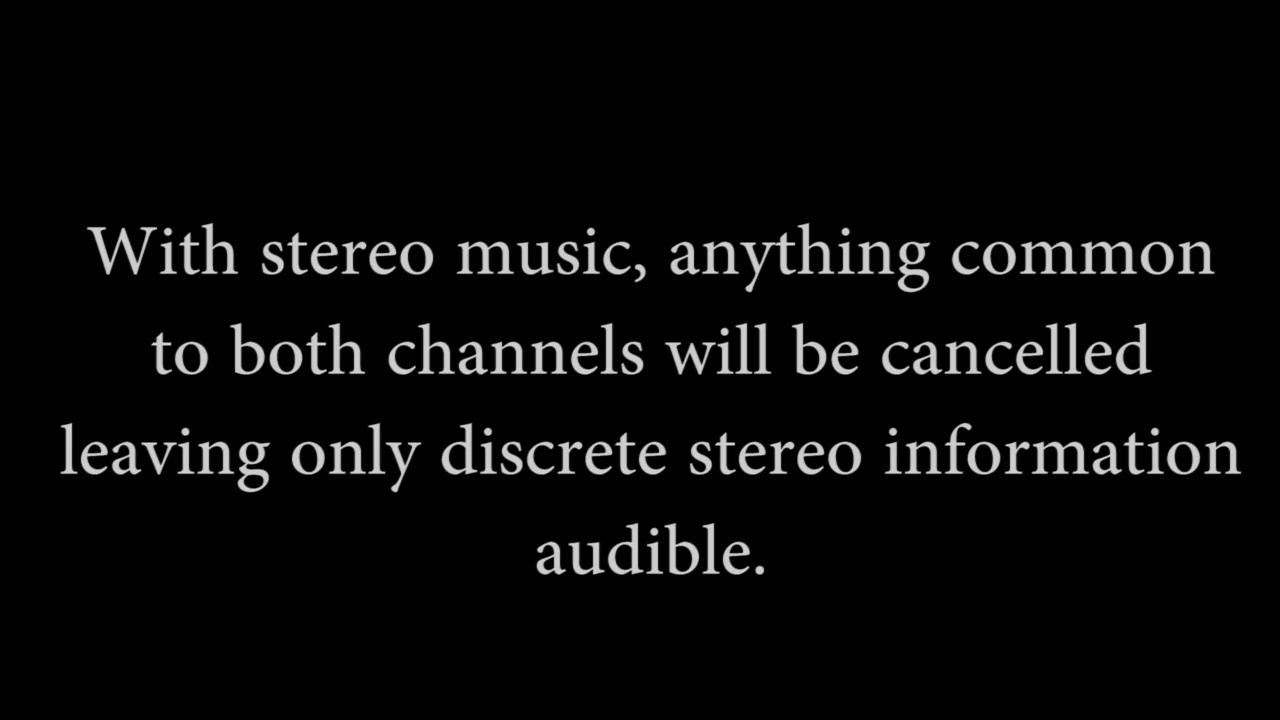 With stereo music, anything common
to both channels will be cancelled
leaving only discrete stereo information
audible.